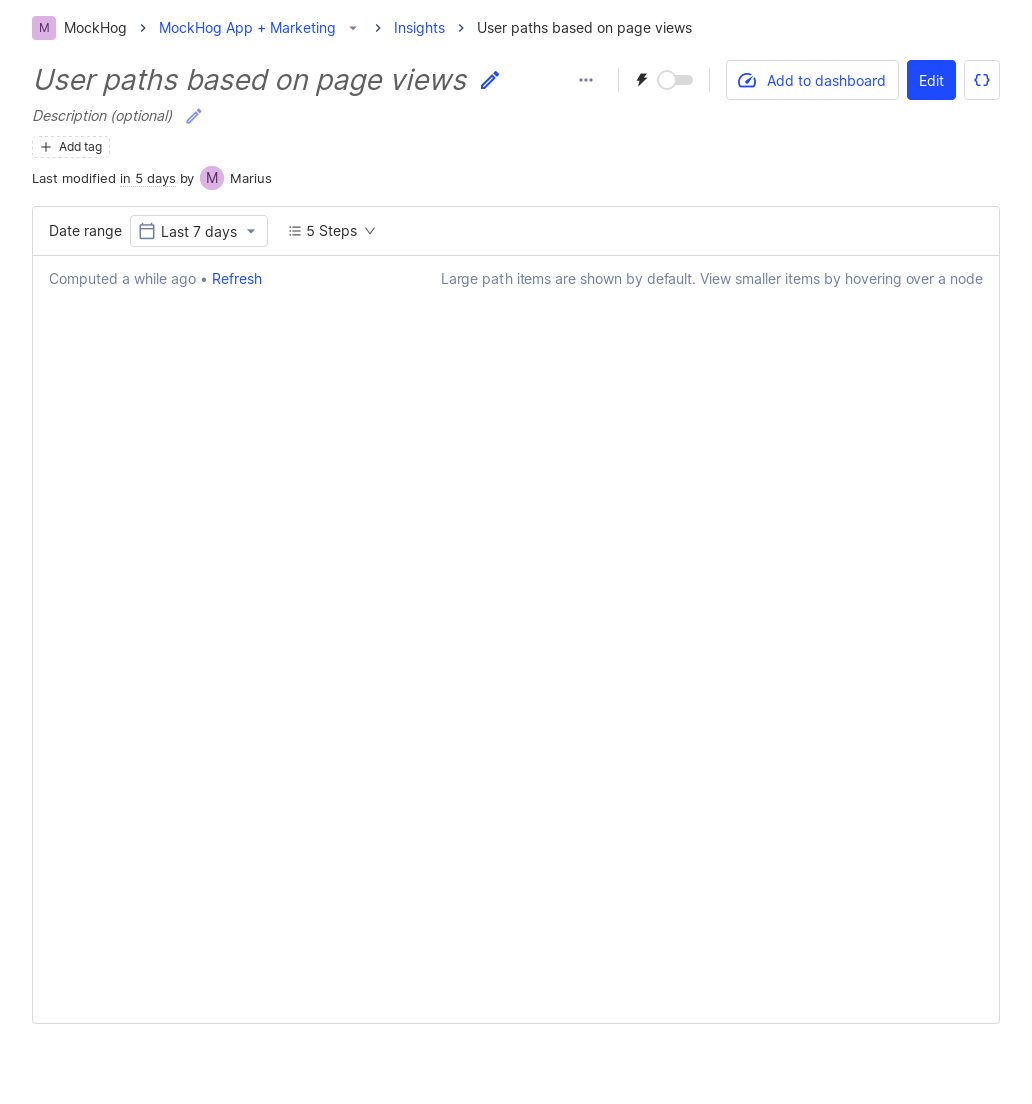 M MockHog MockHog App + Marketing Insights User paths based on page views
User paths based on page views
Add to dashboard Edit
Description (optional)
Add tag
Last modified in 5 days by M Marius
Date range Last 7 days 5 Steps
Computed a while ago • Refresh Large path items are shown by default. View smaller items by hovering over a node